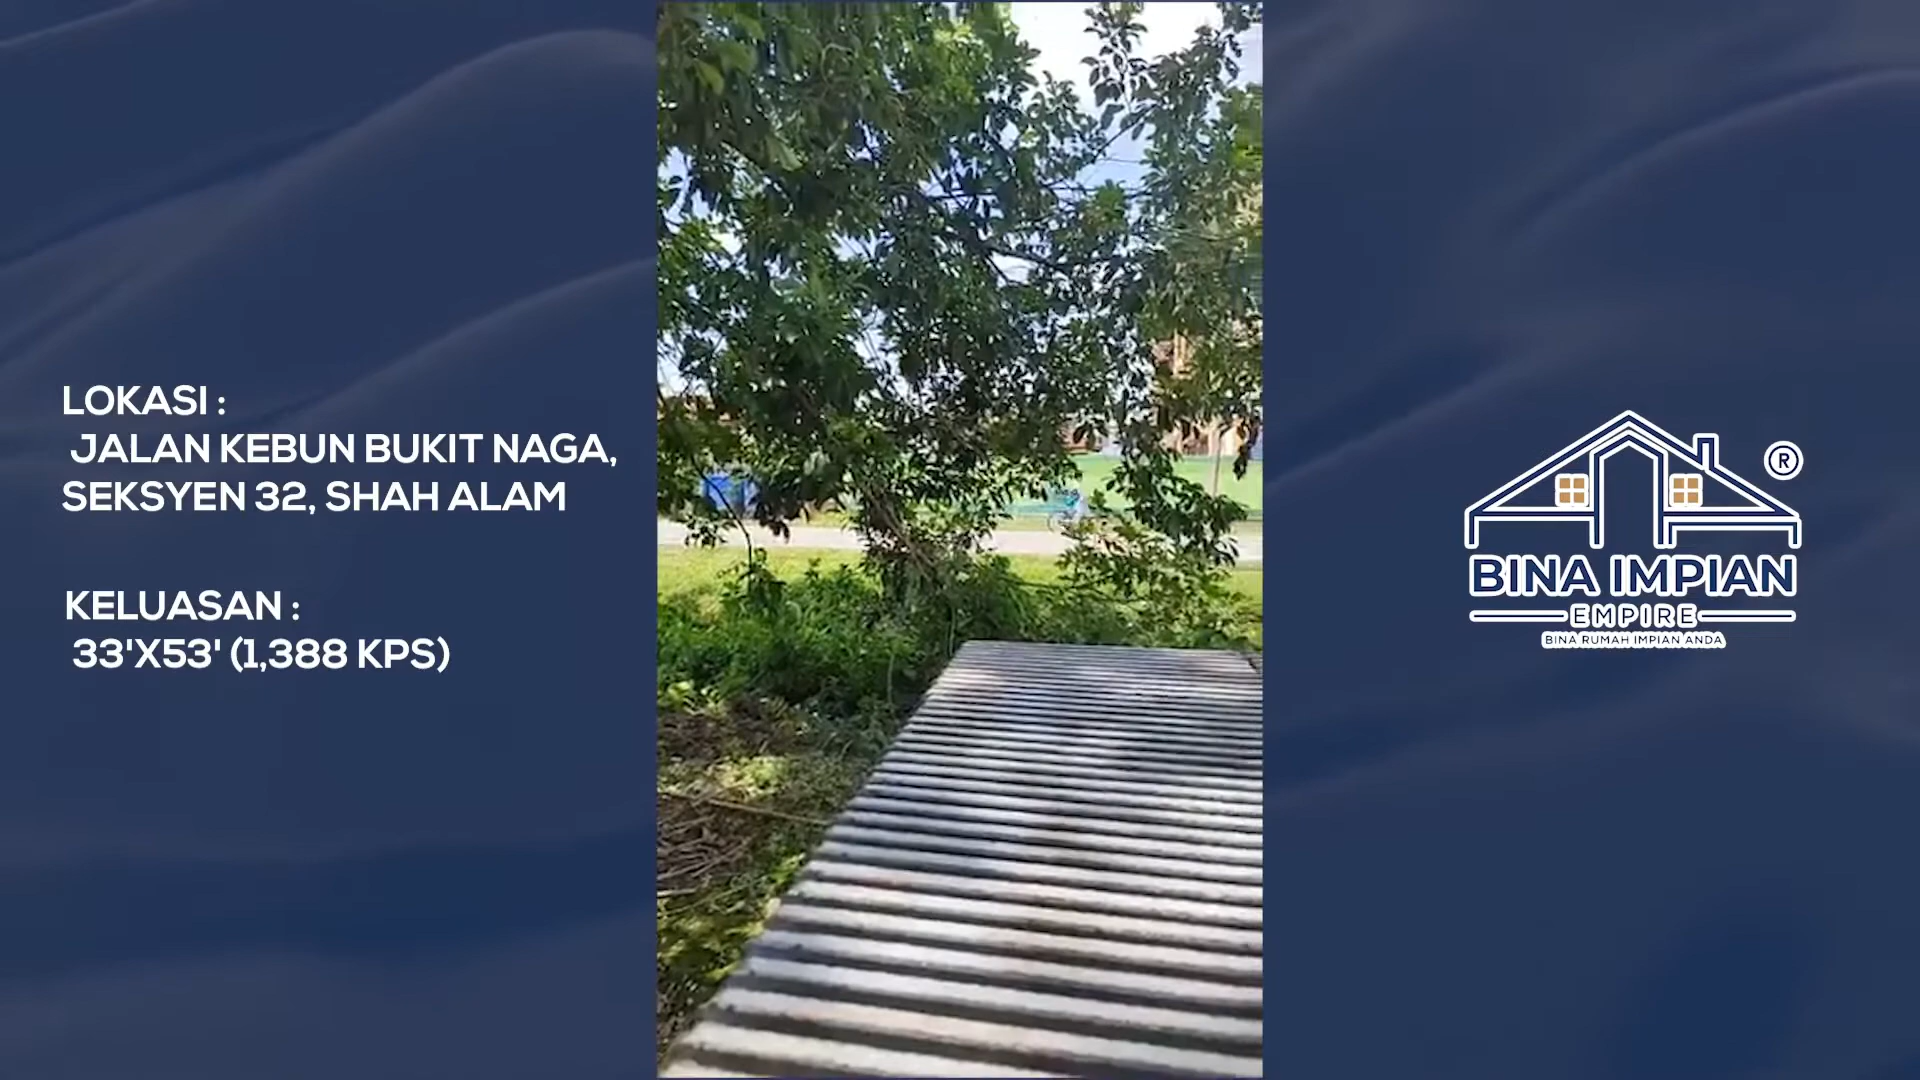 LOKASI :
JALAN KEBUN BUKIT NAGA,
SEKSYEN 32, SHAH ALAM
KELUASAN :
33'X53' (1,388 KPS)
®
BINA IMPIAN
EMPIRE
BINA RUMAH IMPIAN ANDA